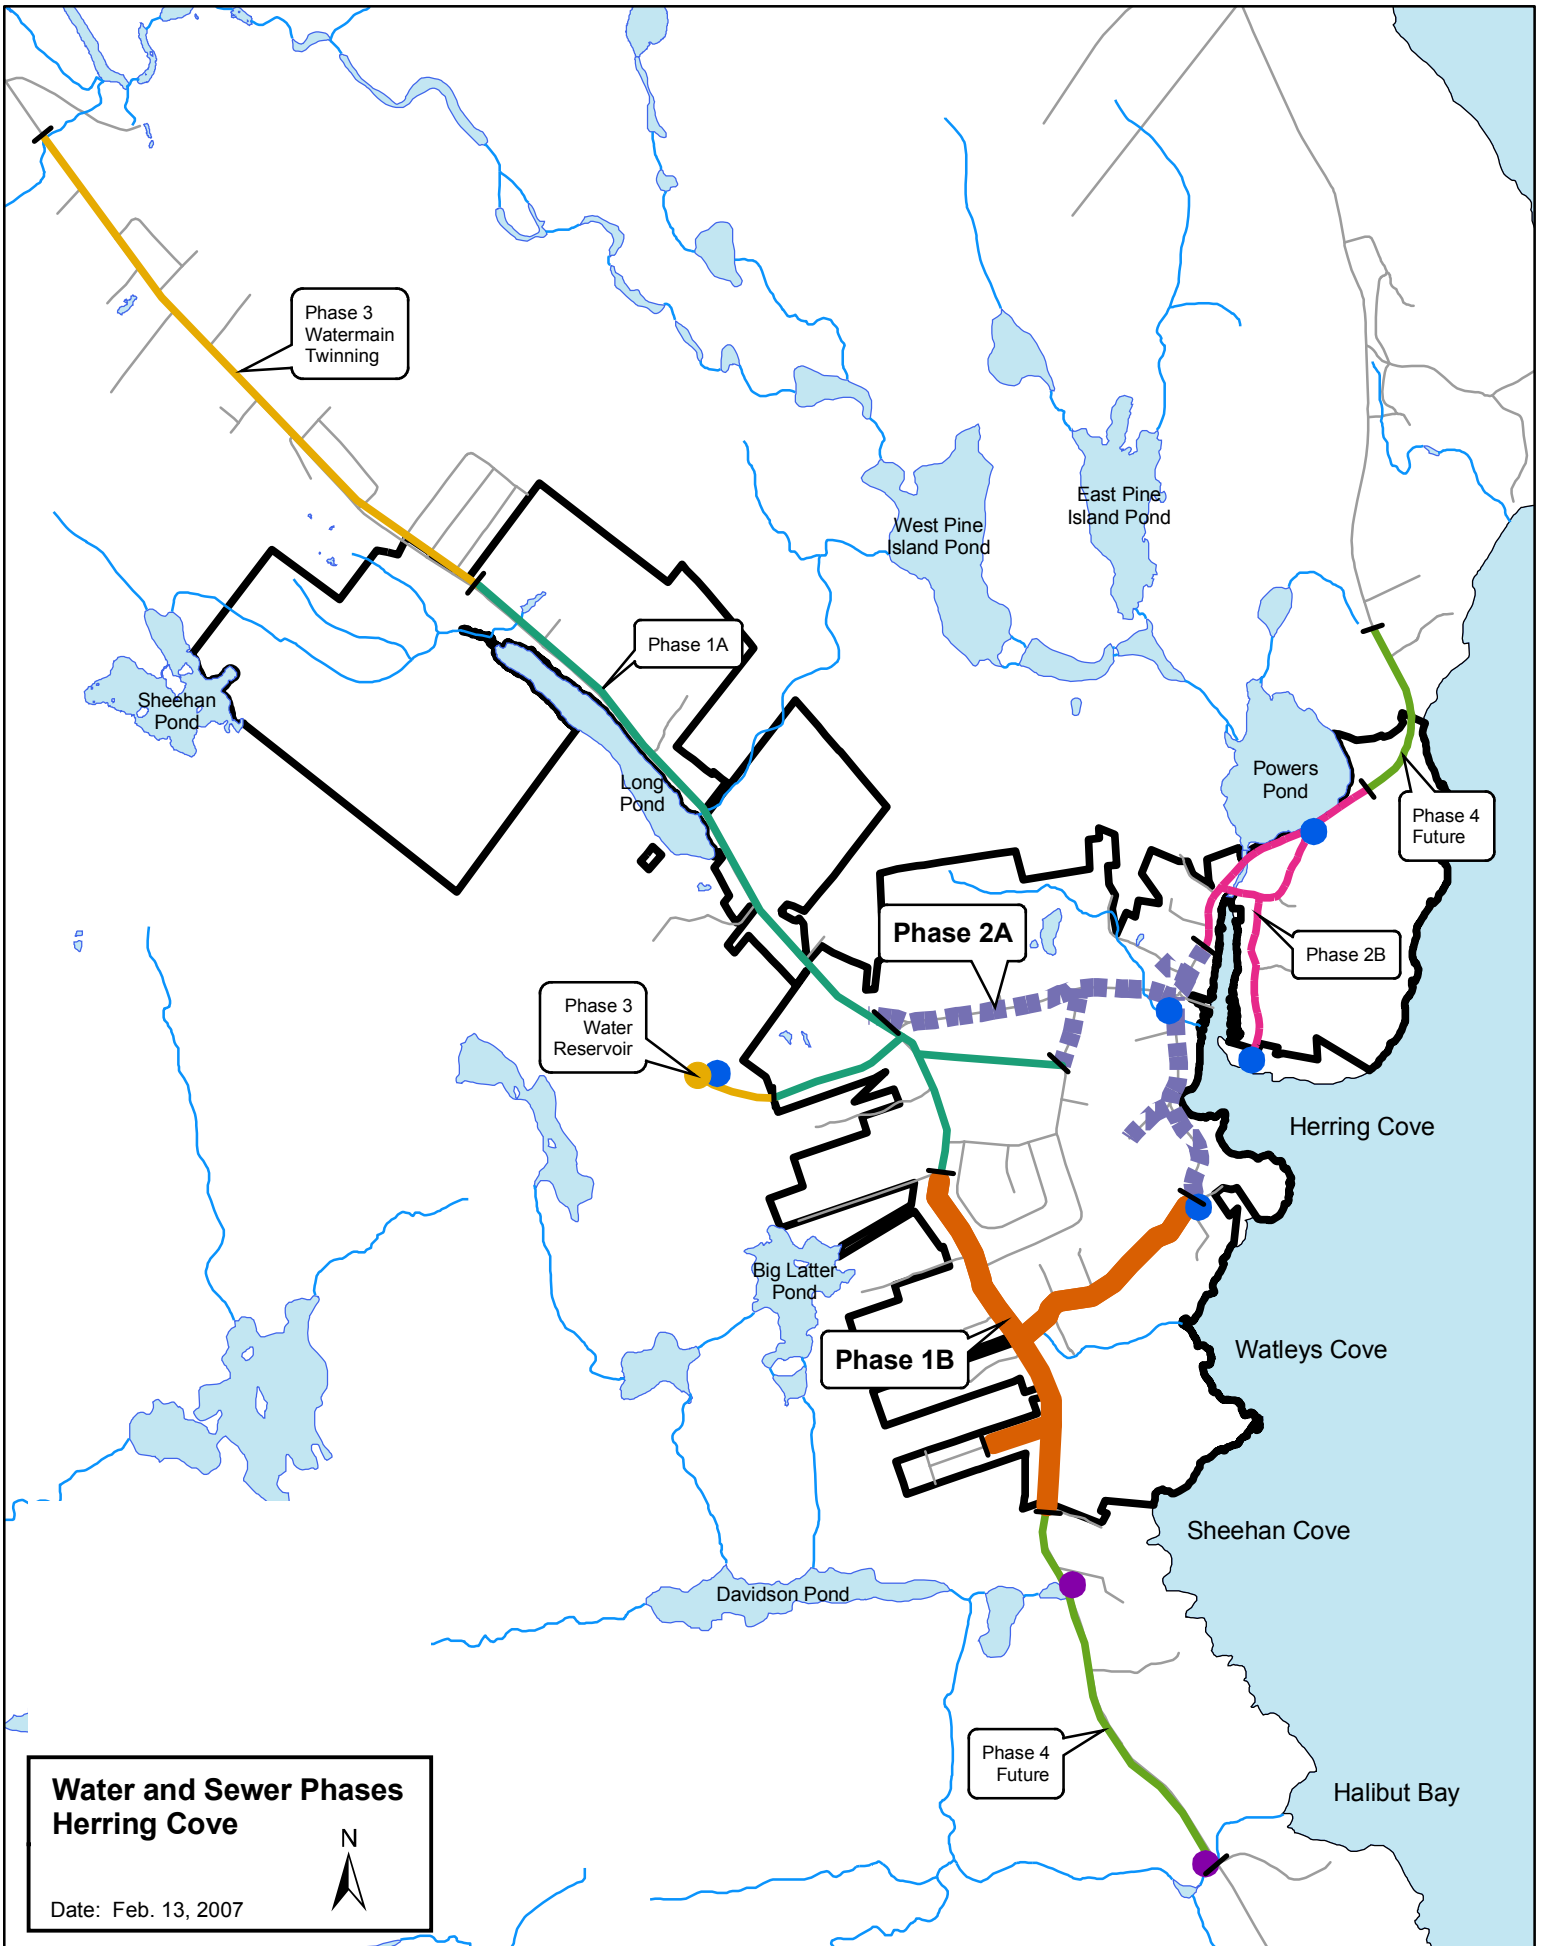 Phase 3
Watermain
Twinning
West Pine
Island Pond
East Pine
Island Pond
Phase 1A
Sheehan
Pond
Long
Pond
Powers
Pond
Phase 4
Future
Phase 2A
Phase 2B
Phase 3
Water
Reservoir
Herring Cove
Big Latter
Pond
Phase 1B
Watleys Cove
Sheehan Cove
Davidson Pond
Phase 4
Future
Halibut Bay
Water and Sewer Phases
Herring Cove
N
Date: Feb. 13, 2007